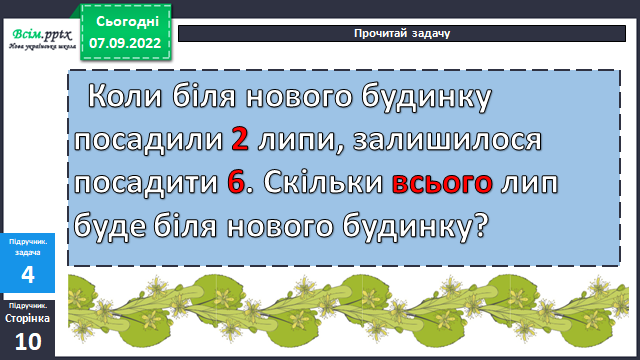 Всім.pptx
Нова українська школа
Сьогодні
07.09.2022
Прочитай задачу
Коли біля нового будинку
посадили 2 липи, залишилося
посадити 6. Скільки всього лип
буде біля нового будинку?
Підручник.
задача
4
Підручник.
Сторінка
10